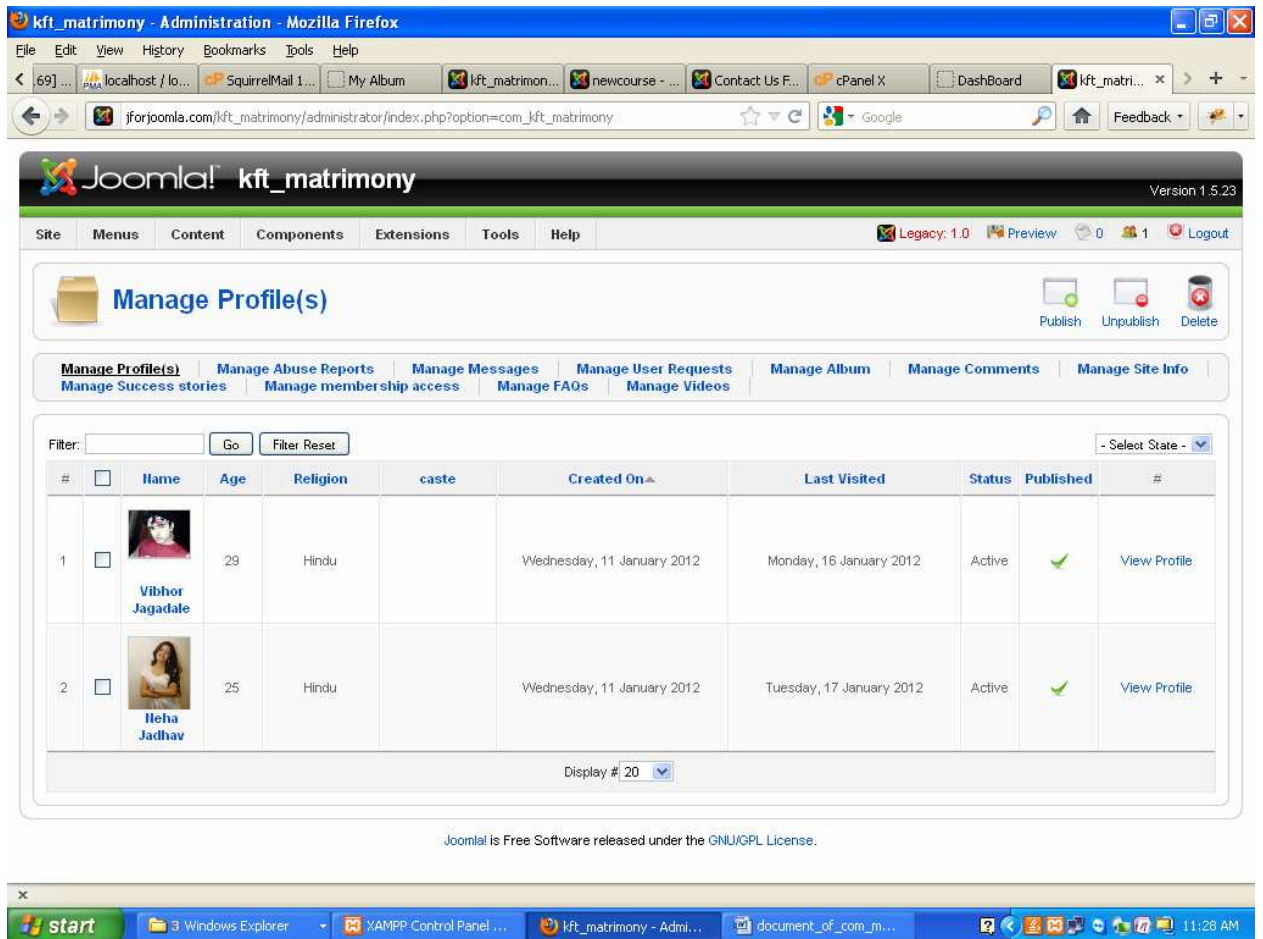 kft_matrimony - Administration - Mozilla Firefox
File Edit View History Bookmarks Tools Help
69] ... localhost / lo... SquirrelMail 1... My Album kft_matrimon... newcourse - ... Contact Us F... cPanel X DashBoard kft_matri...
jforjoomla.com/kft_matrimony/administrator/index.php?option=com_kft_matrimony Google Feedback
Joomla! kft_matrimony
Version 1.5.23
Site Menus Content Components Extensions Tools Help Legacy: 1.0 Preview 0 1 Logout
Manage Profile(s)
Publish Unpublish Delete
Manage Profile(s) Manage Abuse Reports Manage Messages Manage User Requests Manage Album Manage Comments Manage Site Info
Manage Success stories Manage membership access Manage FAQs Manage Videos
Filter: Go Filter Reset - Select State -
# Name Age Religion caste Created On Last Visited Status Published #
1 29 Hindu Wednesday, 11 January 2012 Monday, 16 January 2012 Active View Profile
Vibhor
Jagadale
2 25 Hindu Wednesday, 11 January 2012 Tuesday, 17 January 2012 Active View Profile
Neha
Jadhav
Display # 20
Joomla! is Free Software released under the GNU/GPL License.
start 3 Windows Explorer XAMPP Control Panel ... kft_matrimony - Admi... document_of_com_m... 11:28 AM